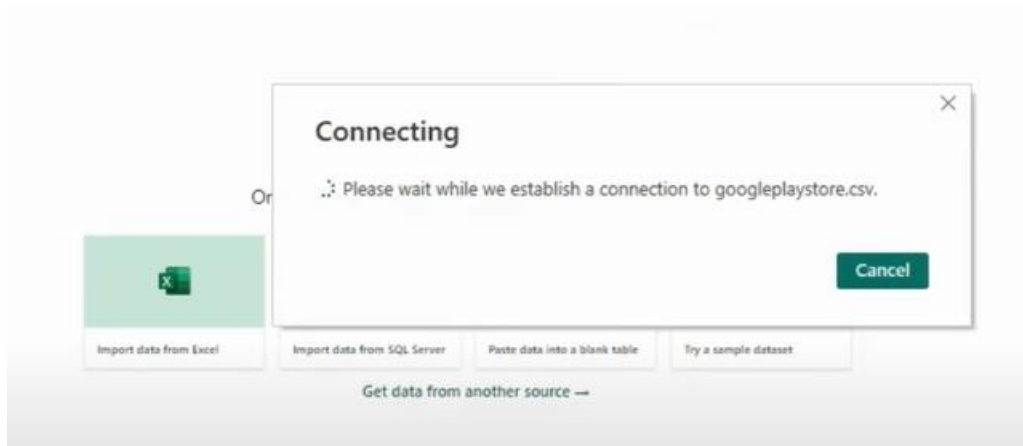 Connecting
Please wait while we establish a connection to googleplaystore.csv.
On
Cancel
Import data from Excel
Import data from SQL Server
Paste data into a blank table
Try a sample dataset
Get data from another source →